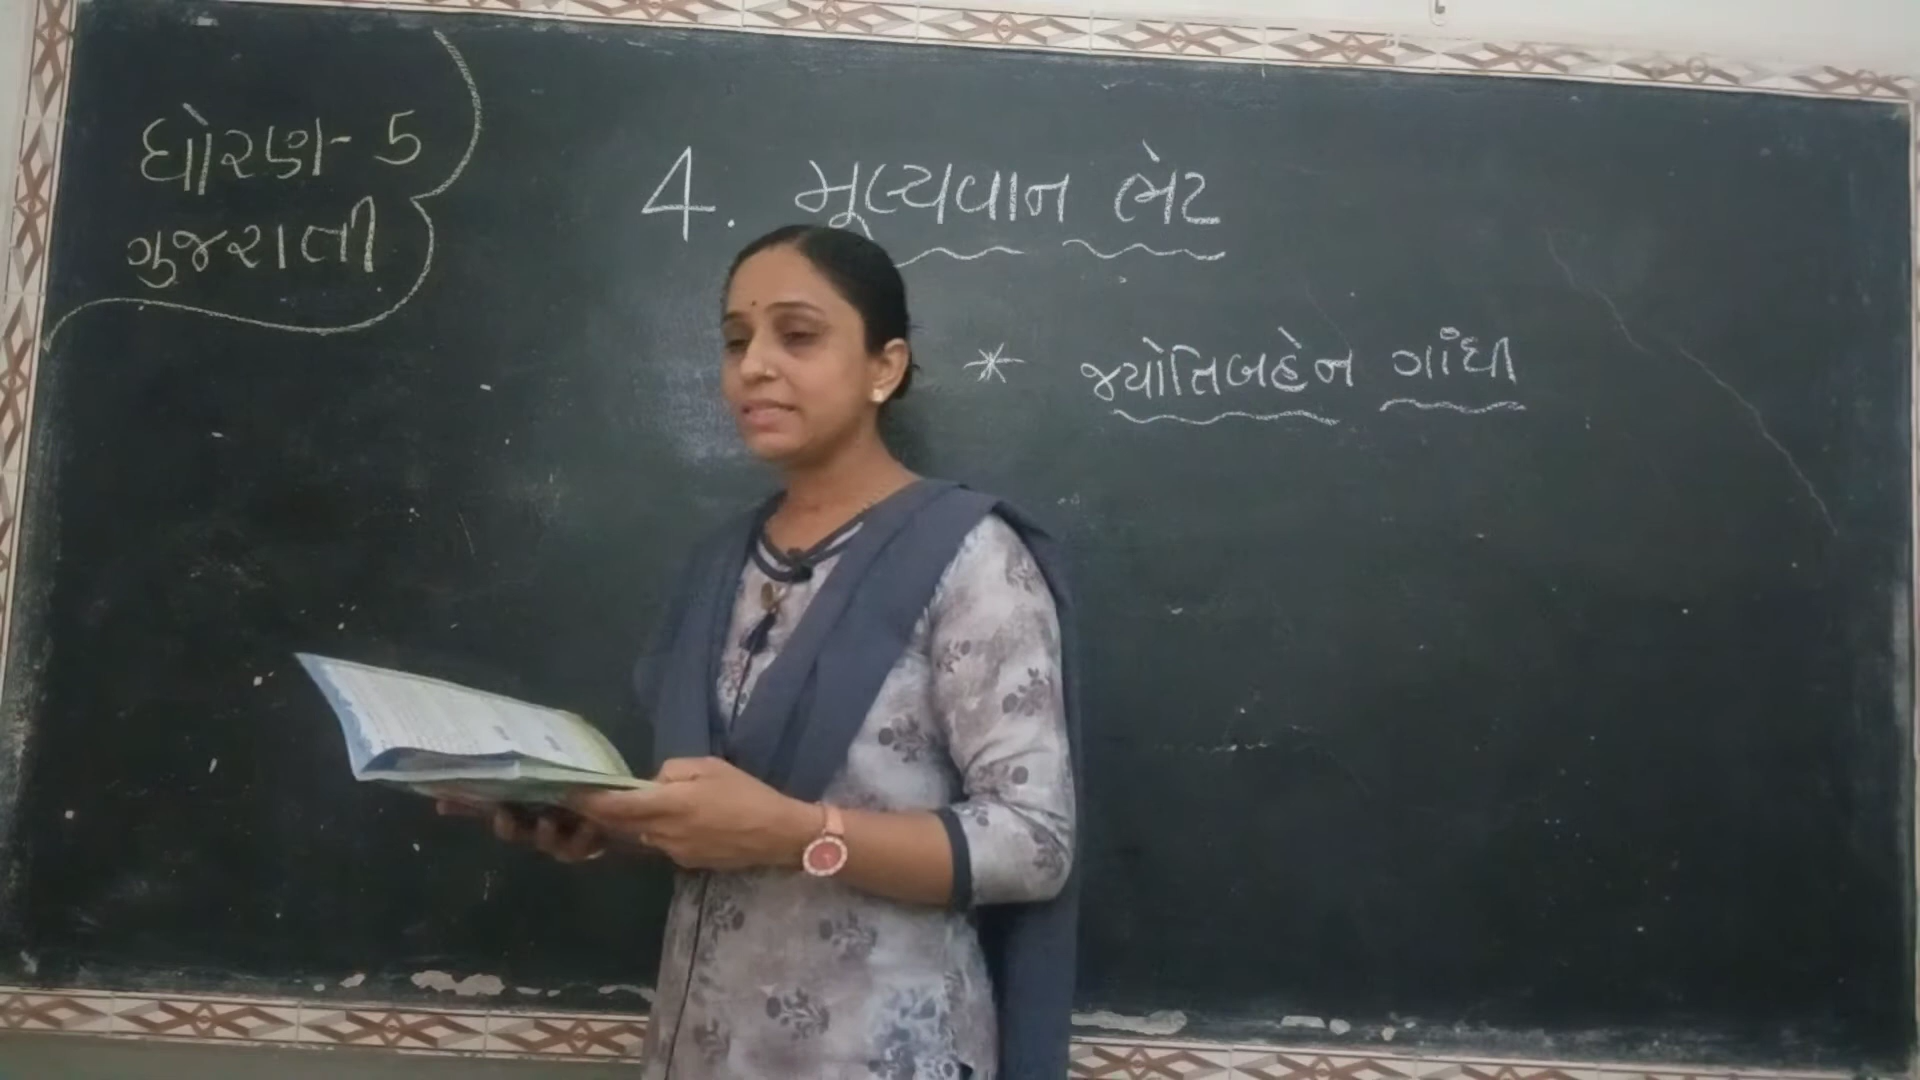 ધોરણ-5
ગુજરાતી
4. મૂલ્યવાન ભેટ
* જ્યોતિબહેન ગાંધી